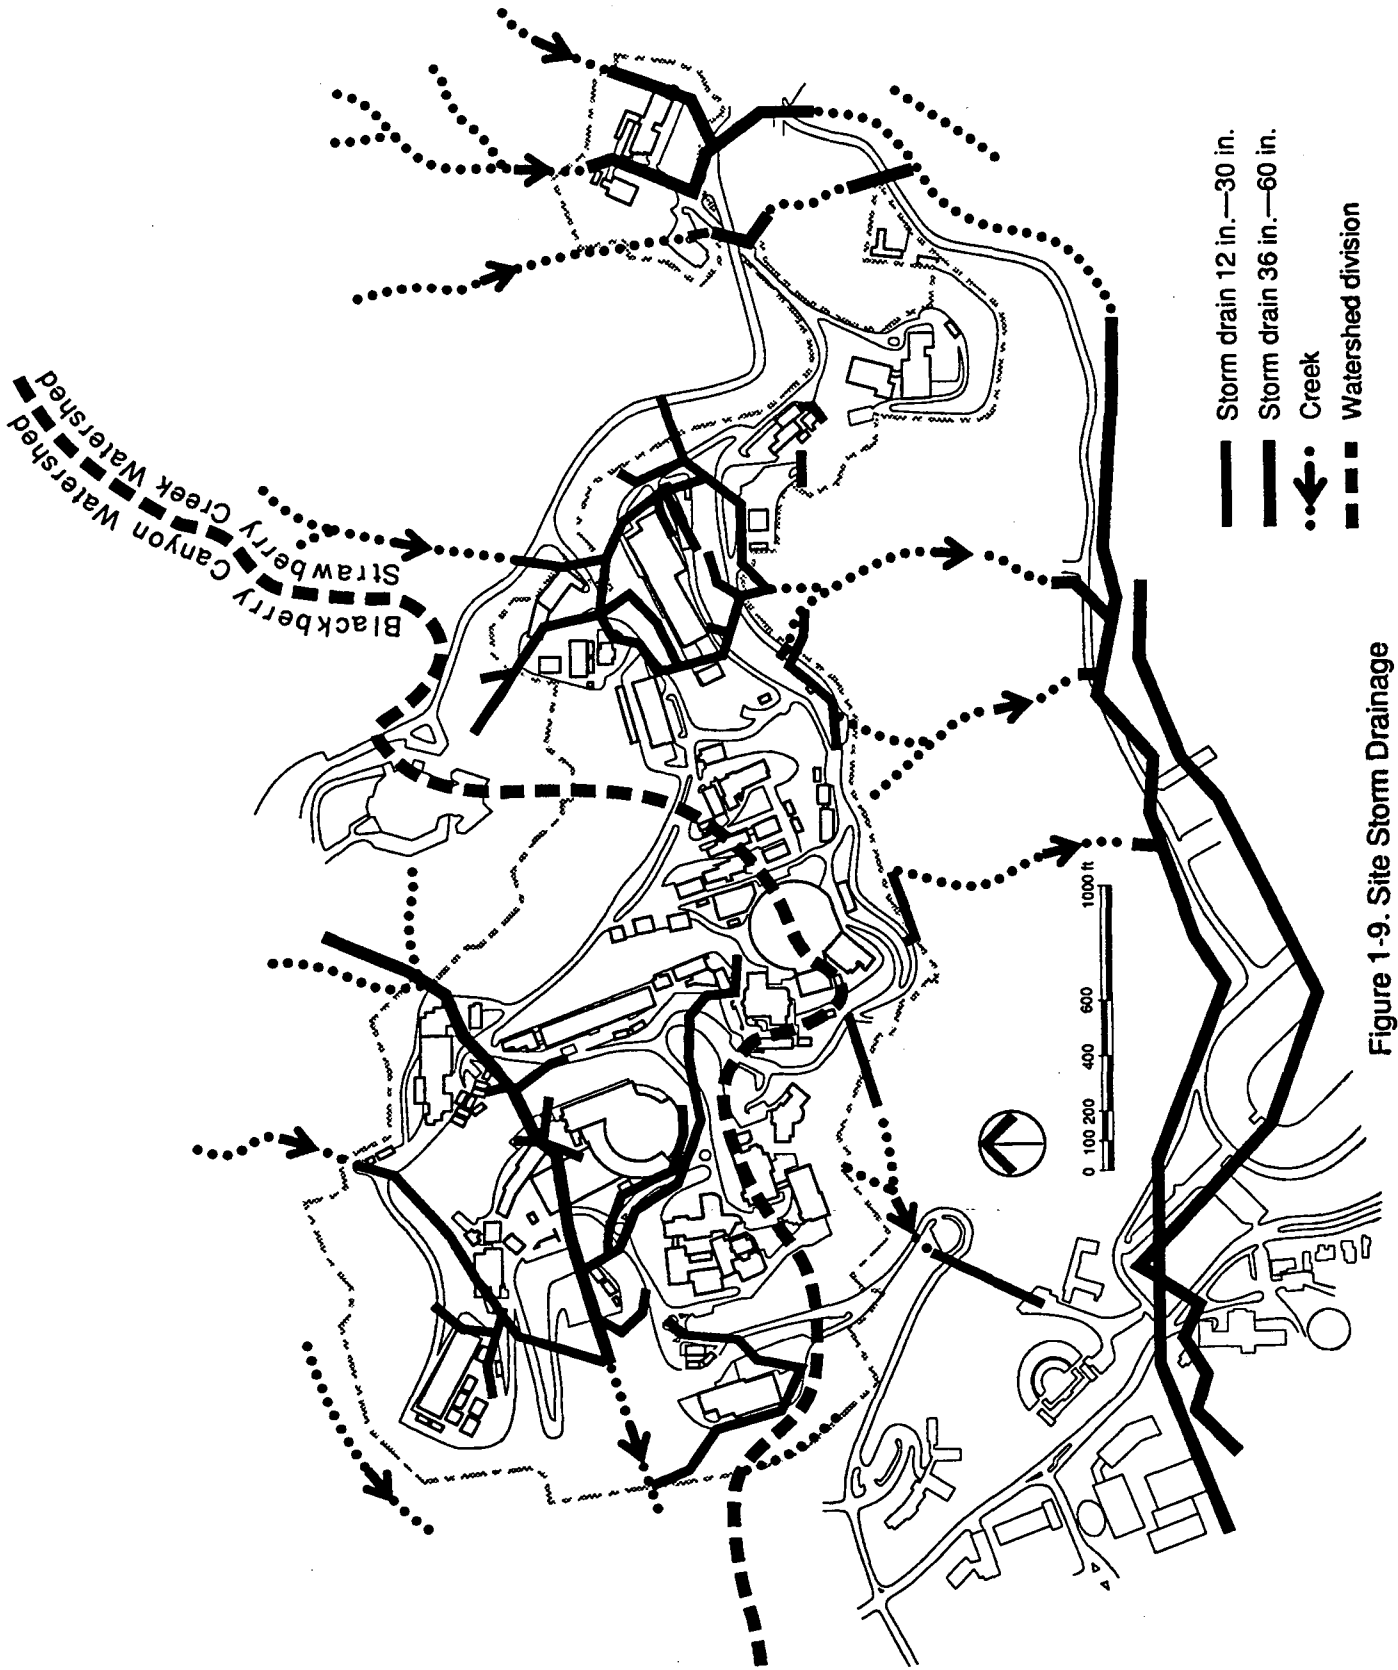 Blackberry Canyon Watershed
Strawberry Creek Watershed
0 100 200 400 600 1000 ft
Storm drain 12 in.—30 in.
Storm drain 36 in.—60 in.
Creek
Watershed division
Figure 1-9. Site Storm Drainage